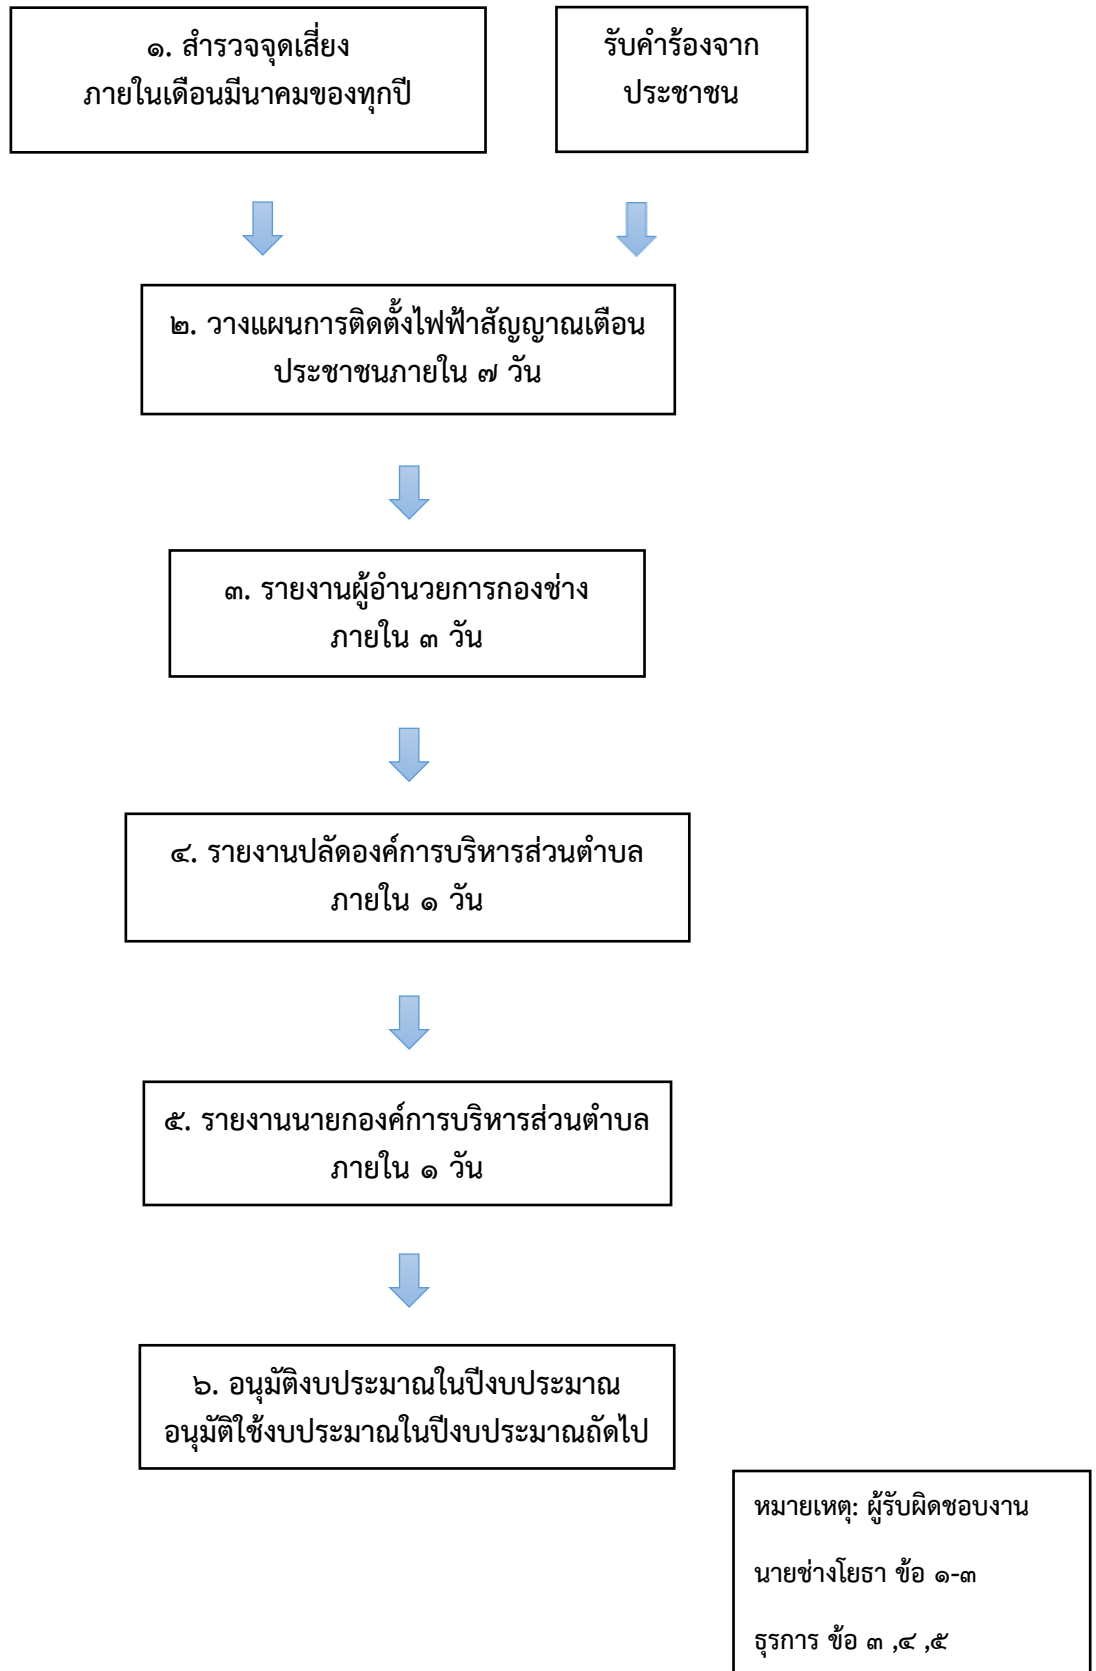 ๑. สำรวจจุดเสี่ยง
ภายในเดือนมีนาคมของทุกปี
รับคำร้องจาก
ประชาชน
๒. วางแผนการติดตั้งไฟฟ้าสัญญาณเตือน
ประชาชนภายใน ๗ วัน
๓. รายงานผู้อำนวยการกองช่าง
ภายใน ๓ วัน
๔. รายงานปลัดองค์การบริหารส่วนตำบล
ภายใน ๑ วัน
๕. รายงานนายกองค์การบริหารส่วนตำบล
ภายใน ๑ วัน
๖. อนุมัติงบประมาณในปีงบประมาณ
อนุมัติใช้งบประมาณในปีงบประมาณถัดไป
หมายเหตุ: ผู้รับผิดชอบงาน
นายช่างโยธา ข้อ ๑-๓
ธุรการ ข้อ ๓ ,๔ ,๕